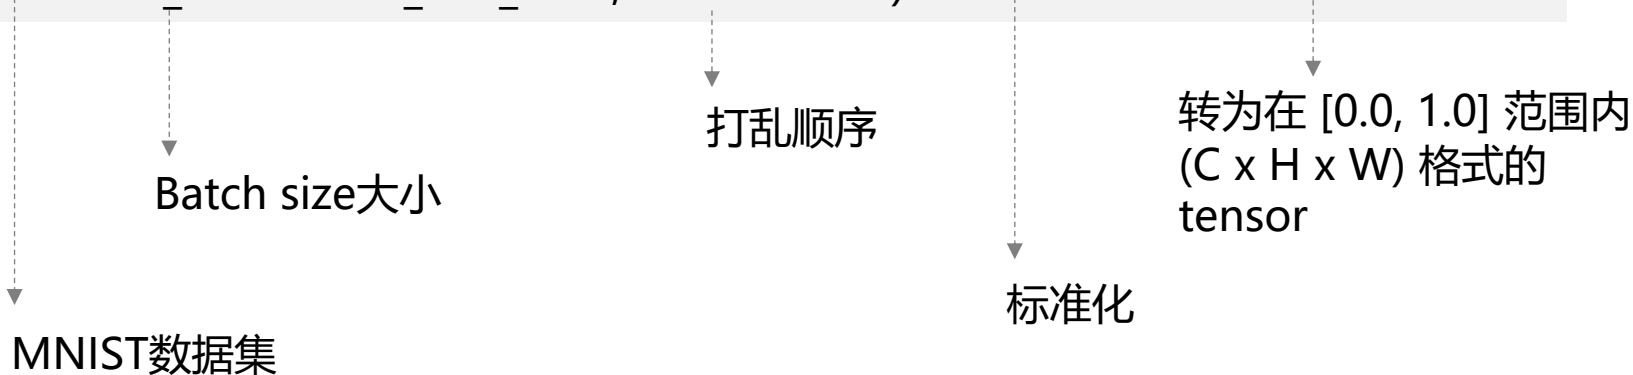 打乱顺序
转为在 [0.0, 1.0] 范围内
(C x H x W) 格式的
tensor
Batch size大小
标准化
MNIST数据集